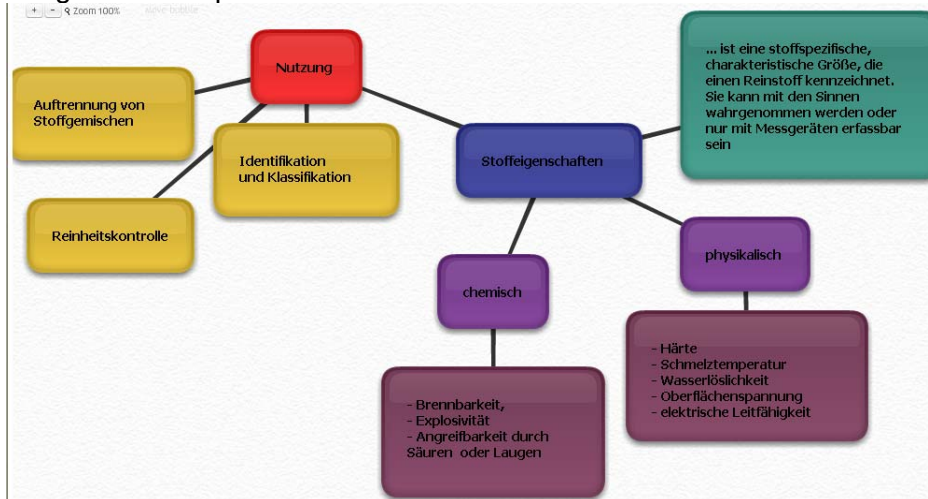 Zoom 100%
Nutzung
Auftrennung von
Stoffgemischen
Identifikation
und Klassifikation
Reinheitskontrolle
Stoffeigenschaften
... ist eine stoffspezifische,
charakteristische Größe, die
einen Reinstoff kennzeichnet.
Sie kann mit den Sinnen
wahrgenommen werden oder
nur mit Messgeräten erfassbar
sein
chemisch
physikalisch
- Brennbarkeit,
- Explosivität
- Angreifbarkeit durch
Säuren oder Laugen
- Härte
- Schmelztemperatur
- Wasserlöslichkeit
- Oberflächenspannung
- elektrische Leitfähigkeit